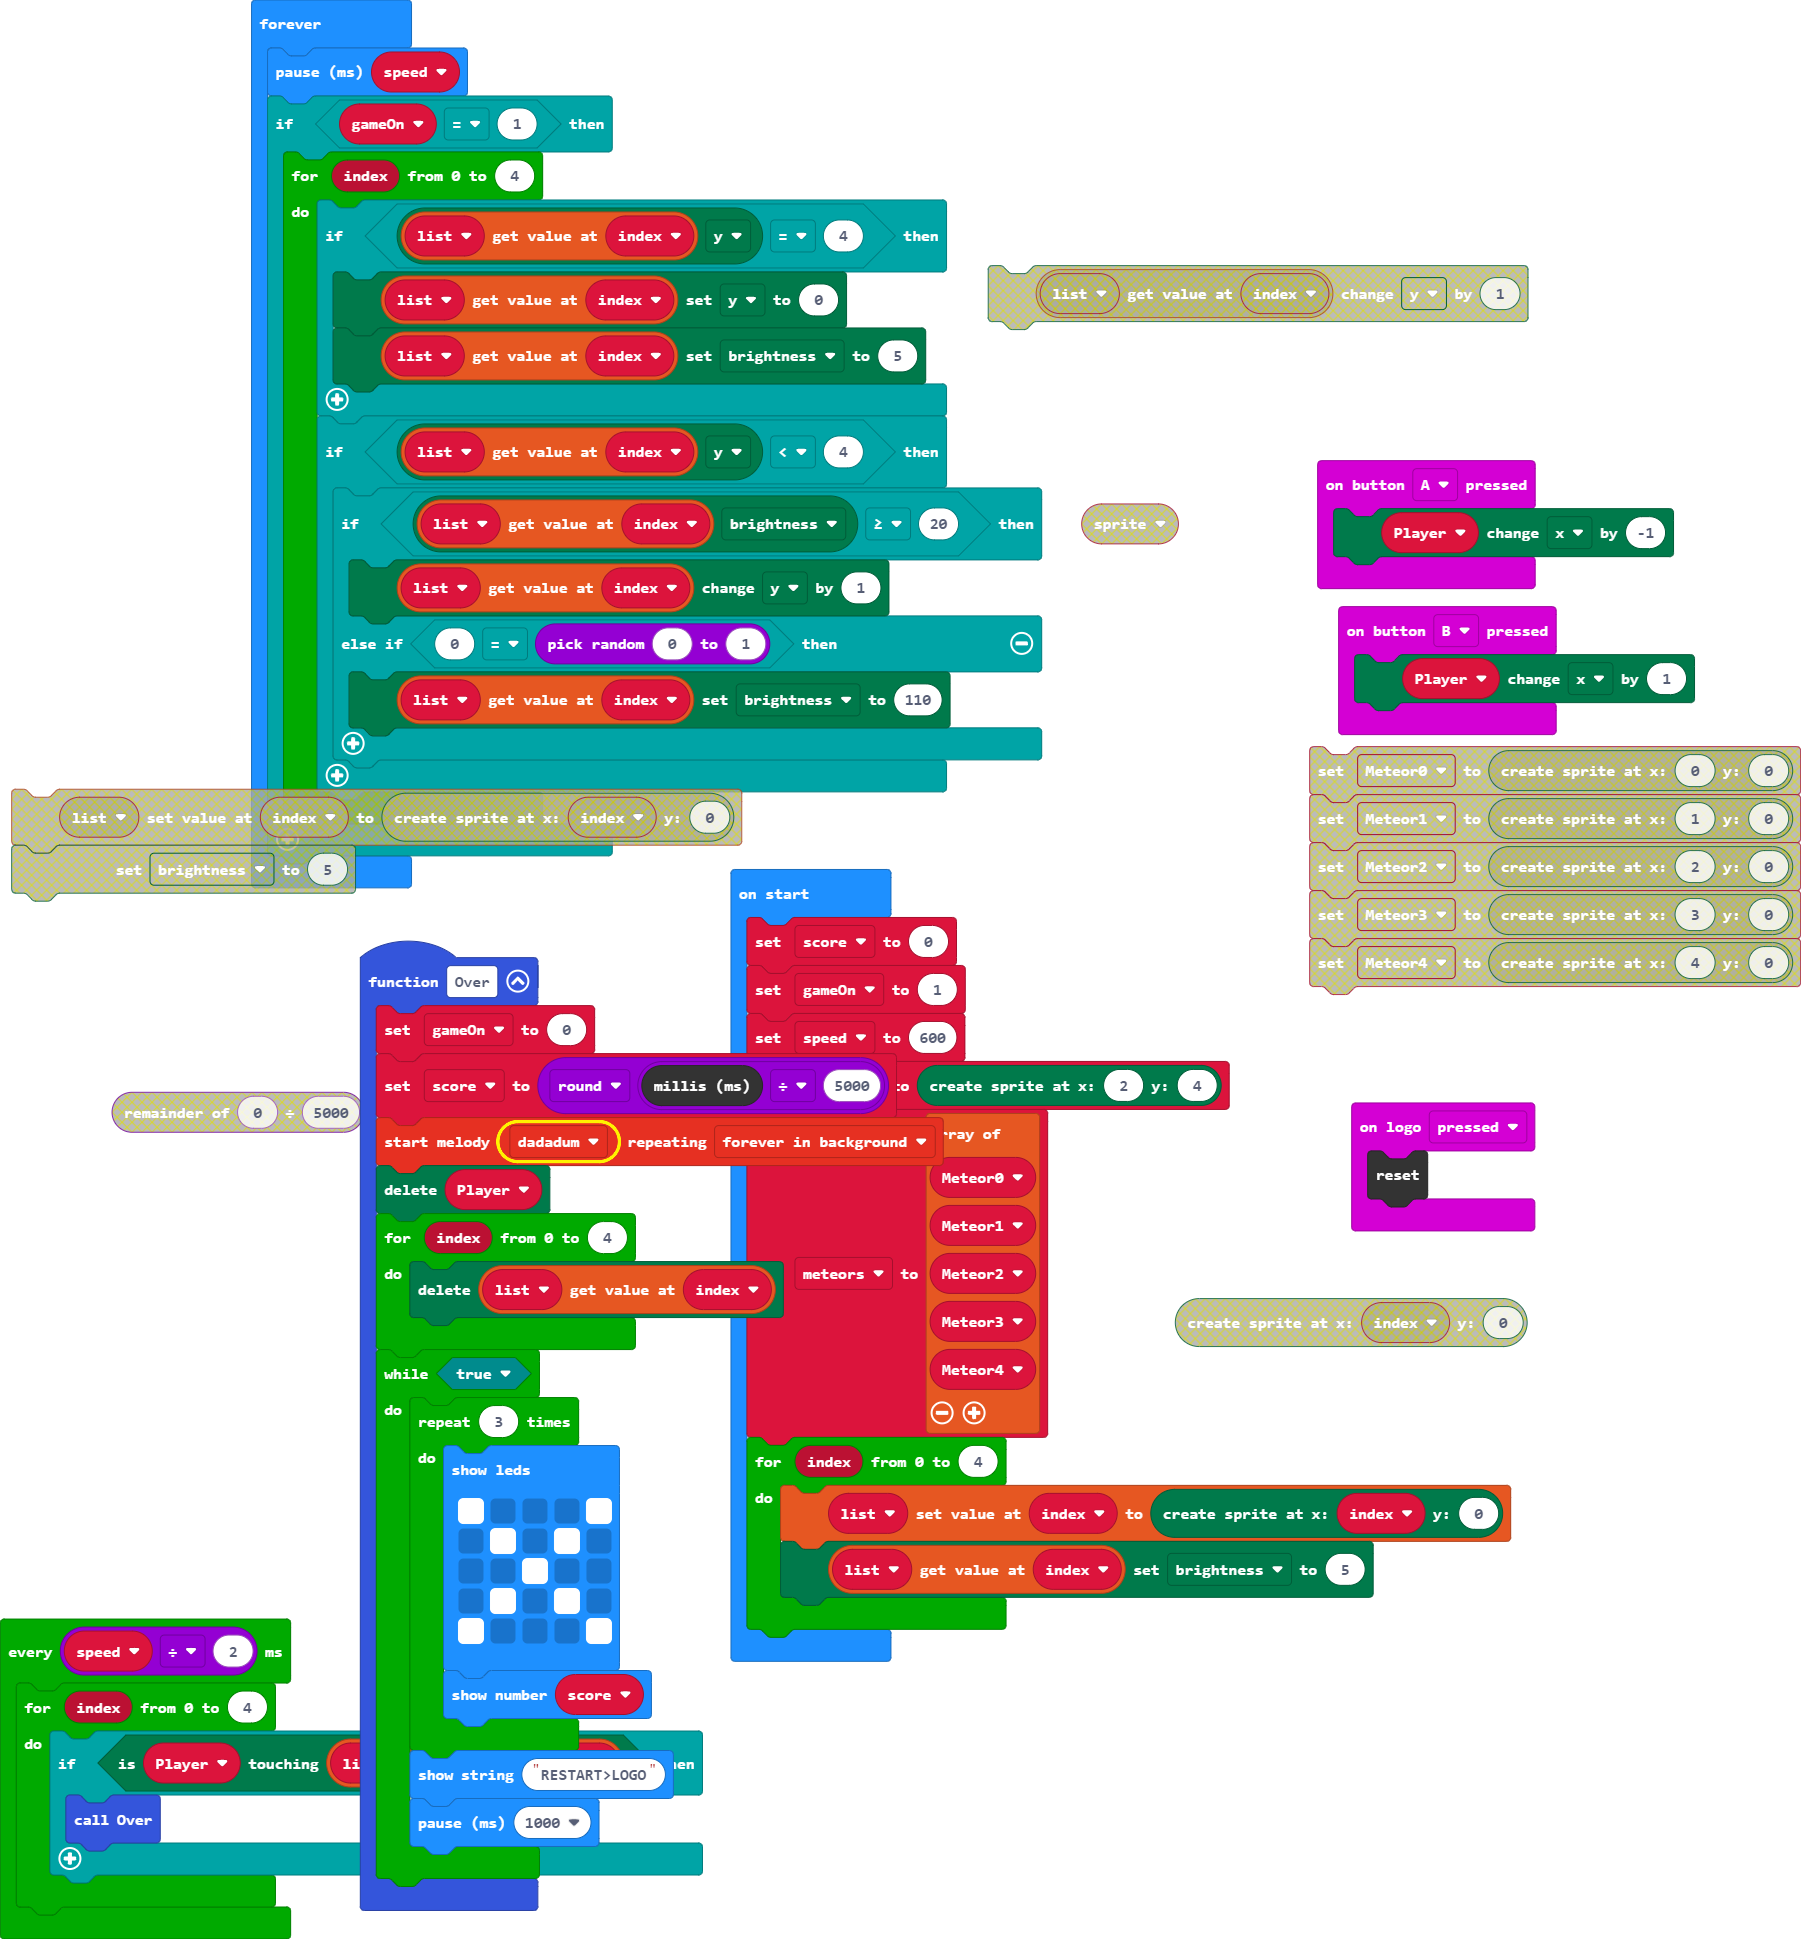 forever
pause (ms) speed
if gameOn = 1 then
for index from 0 to 4
do
if list get value at index y = 4 then
list get value at index set y to 0
list get value at index set brightness to 5
if list get value at index y < 4 then
if list get value at index brightness ≥ 20 then
list get value at index change y by 1
else if 0 = pick random 0 to 1 then
list get value at index set brightness to 110
list get value at index change y by 1
sprite
on button A pressed
Player change x by -1
on button B pressed
Player change x by 1
set Meteor0 to create sprite at x: 0 y: 0
set Meteor1 to create sprite at x: 1 y: 0
set Meteor2 to create sprite at x: 2 y: 0
set Meteor3 to create sprite at x: 3 y: 0
set Meteor4 to create sprite at x: 4 y: 0
list set value at index to create sprite at x: index y: 0
set brightness to 5
on start
set score to 0
set gameOn to 1
set speed to 600
to create sprite at x: 2 y: 4
rray of
Meteor0
Meteor1
Meteor2
meteors to
Meteor3
Meteor4
for index from 0 to 4
do
list set value at index to create sprite at x: index y: 0
list get value at index set brightness to 5
function Over
set gameOn to 0
set score to round millis (ms) ÷ 5000
start melody dadadum repeating forever in background
delete Player
for index from 0 to 4
do
delete list get value at index
while true
do
repeat 3 times
do
show leds
show number score
show string "RESTART>LOGO"
pause (ms) 1000
remainder of 0 ÷ 5000
on logo pressed
reset
create sprite at x: index y: 0
every speed ÷ 2 ms
for index from 0 to 4
do
if is Player touching li en
call Over